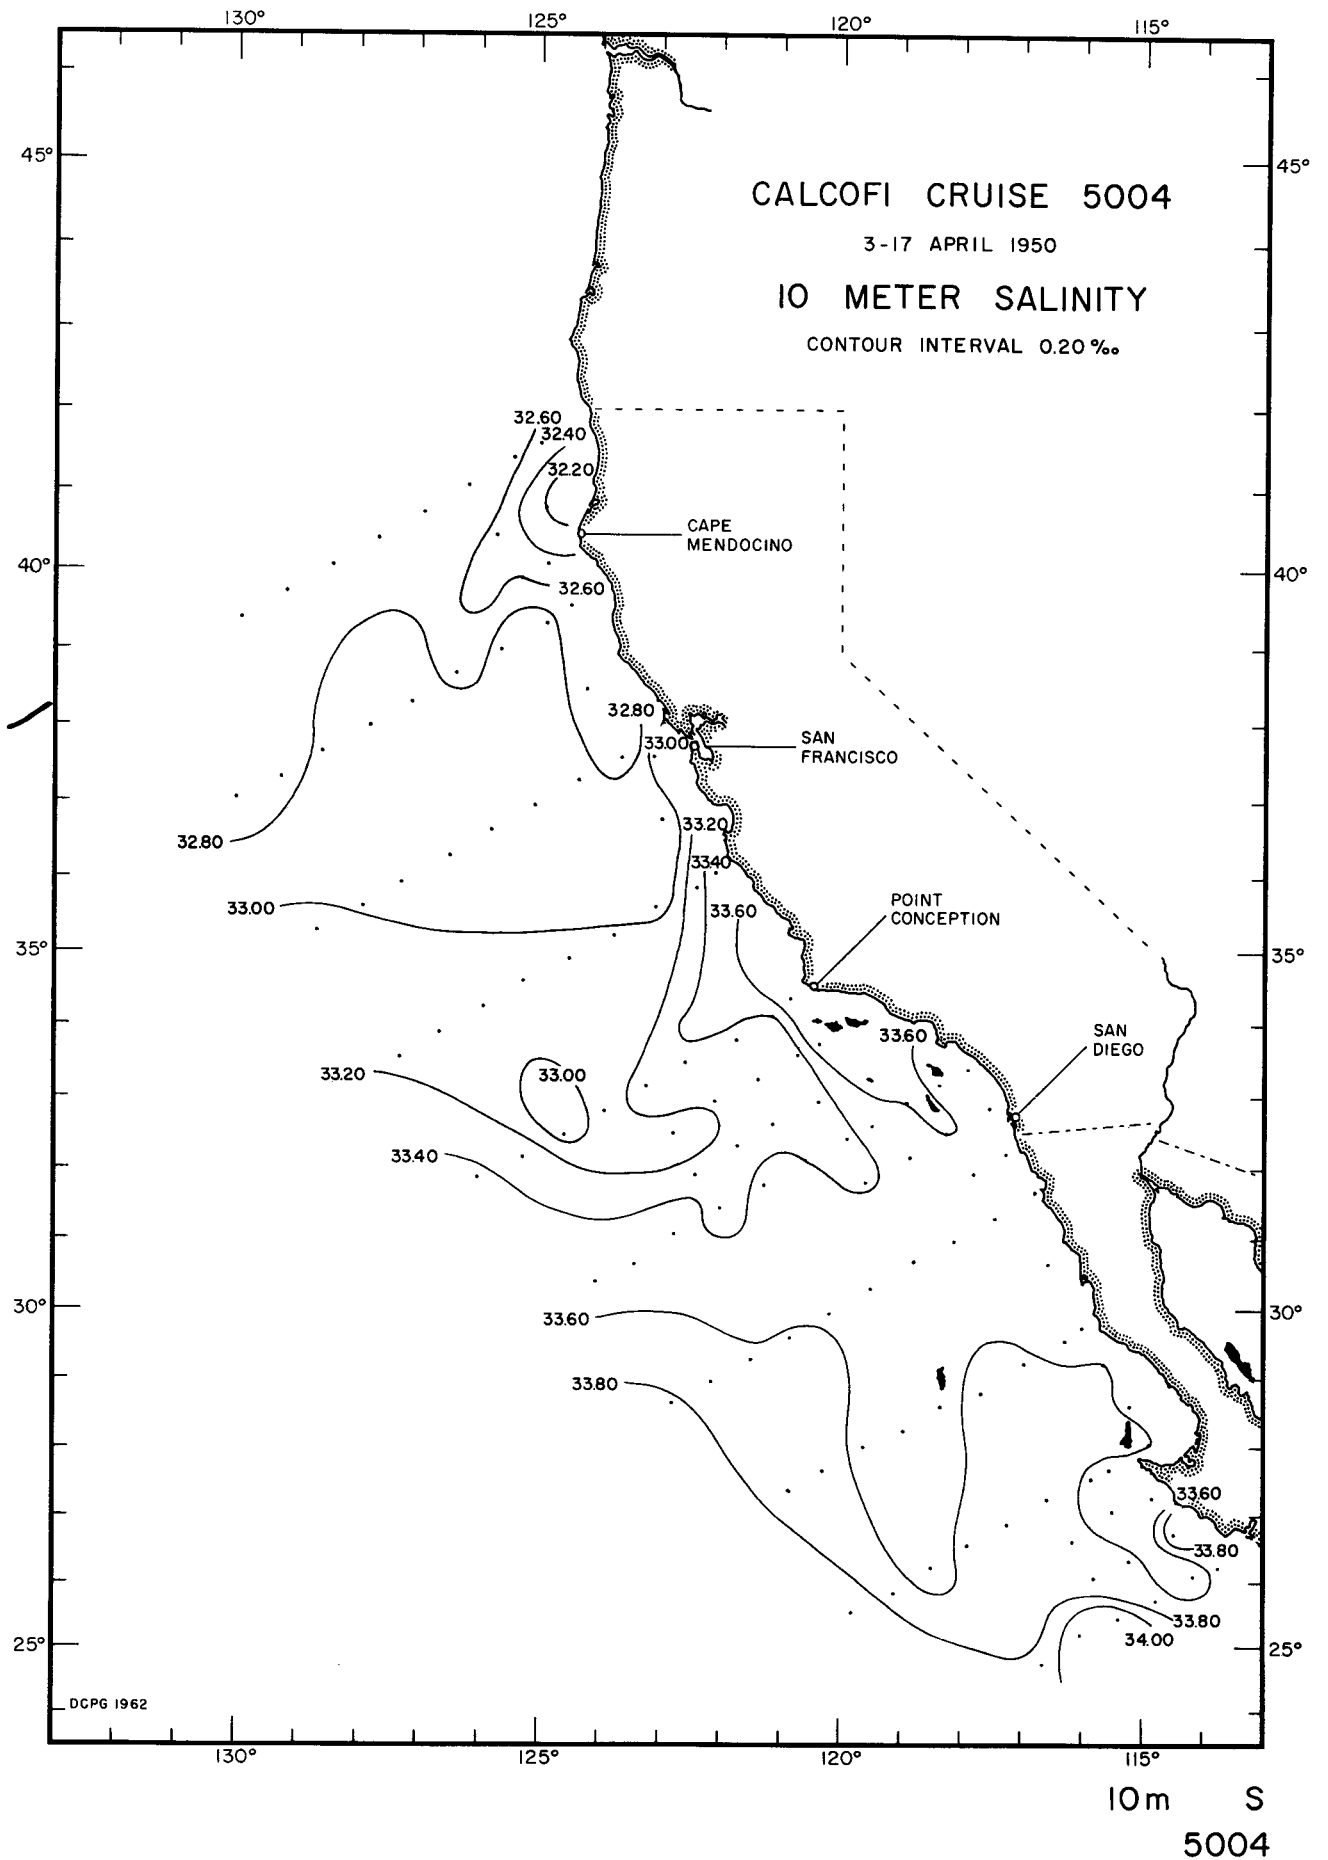 130°
125°
120°
115°
45°
45°
CALCOFI CRUISE 5004
3-17 APRIL 1950
10 METER SALINITY
CONTOUR INTERVAL 0.20 ‰
32.60
32.40
32.20
CAPE
MENDOCINO
40°
40°
32.60
32.80
33.00
SAN
FRANCISCO
33.20
32.80
33.40
33.00
33.60
POINT
CONCEPTION
35°
35°
33.60
SAN
DIEGO
33.20
33.00
33.40
30°
30°
33.60
33.80
33.60
33.80
33.80
34.00
25°
25°
DCPG 1962
130°
125°
120°
115°
10m S
5004